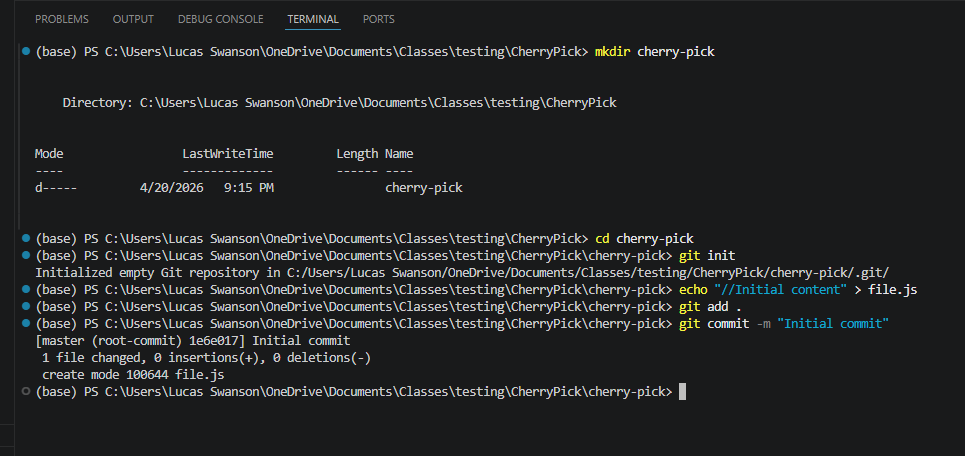 PROBLEMS OUTPUT DEBUG CONSOLE TERMINAL PORTS
(base) PS C:\Users\Lucas Swanson\OneDrive\Documents\Classes\testing\CherryPick> mkdir cherry-pick
Directory: C:\Users\Lucas Swanson\OneDrive\Documents\Classes\testing\CherryPick
Mode LastWriteTime Length Name
---- ------------- ------ ----
d----- 4/20/2026 9:15 PM cherry-pick
(base) PS C:\Users\Lucas Swanson\OneDrive\Documents\Classes\testing\CherryPick> cd cherry-pick
(base) PS C:\Users\Lucas Swanson\OneDrive\Documents\Classes\testing\CherryPick\cherry-pick> git init
Initialized empty Git repository in C:/Users/Lucas Swanson/OneDrive/Documents/Classes/testing/CherryPick/cherry-pick/.git/
(base) PS C:\Users\Lucas Swanson\OneDrive\Documents\Classes\testing\CherryPick\cherry-pick> echo "//Initial content" > file.js
(base) PS C:\Users\Lucas Swanson\OneDrive\Documents\Classes\testing\CherryPick\cherry-pick> git add .
(base) PS C:\Users\Lucas Swanson\OneDrive\Documents\Classes\testing\CherryPick\cherry-pick> git commit -m "Initial commit"
[master (root-commit) 1e6e017] Initial commit
1 file changed, 0 insertions(+), 0 deletions(-)
create mode 100644 file.js
(base) PS C:\Users\Lucas Swanson\OneDrive\Documents\Classes\testing\CherryPick\cherry-pick>